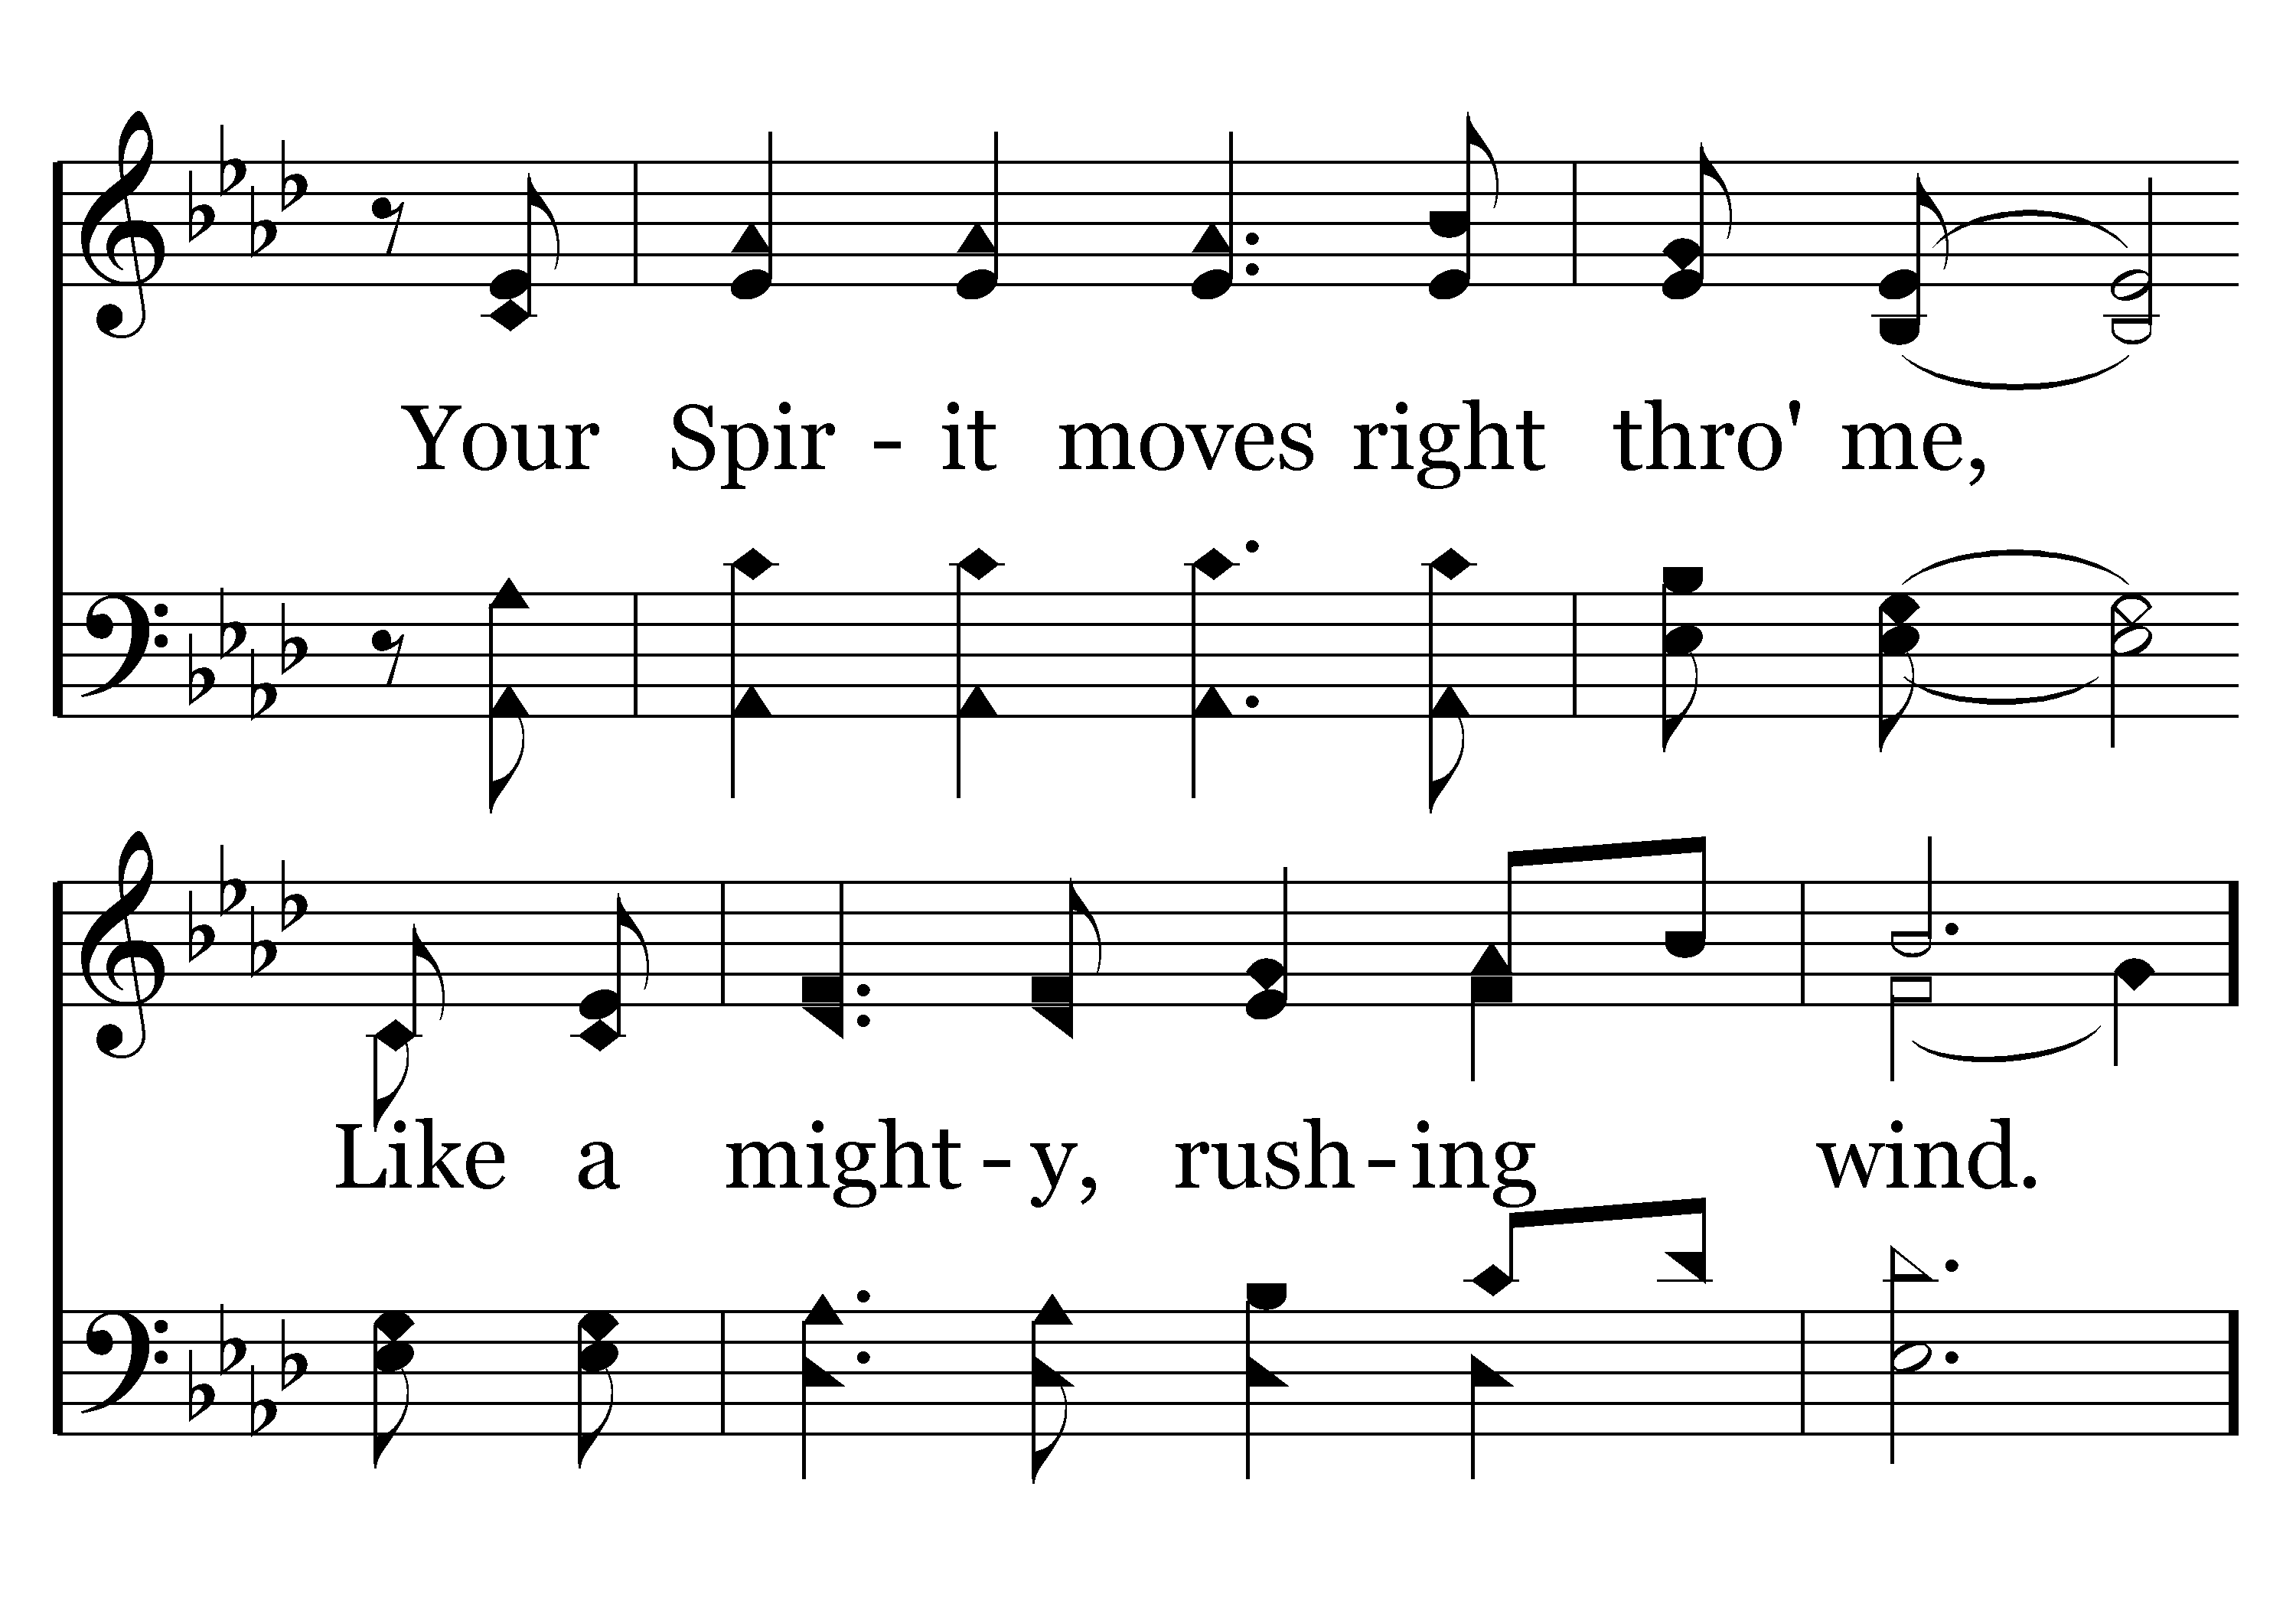 Your Spir - it moves right thro' me,
Like a might - y, rush - ing wind.